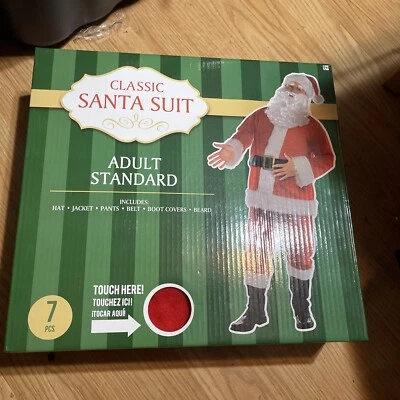 CLASSIC
SANTA SUIT
ADULT
STANDARD
INCLUDES:
HAT • JACKET • PANTS • BELT • BOOT COVERS • BEARD
TOUCH HERE!
TOUCHEZ ICI!
¡TOCAR AQUÍ!
7
PCS